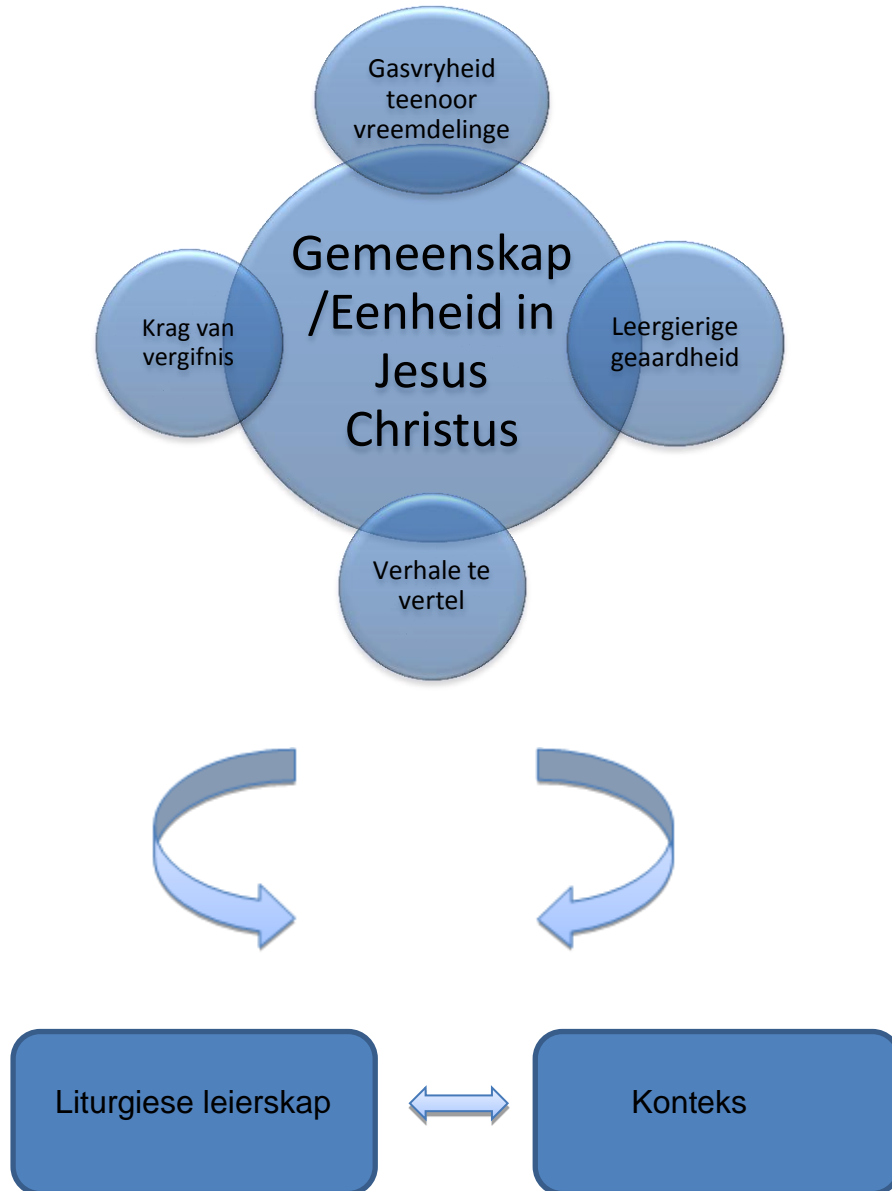 Gasvryheid
teenoor
vreemdelinge
Gemeenskap
/Eenheid in
Jesus
Christus
Krag van
vergifnis
Leergierige
geaardheid
Verhale te
vertel
Liturgiese leierskap
Konteks